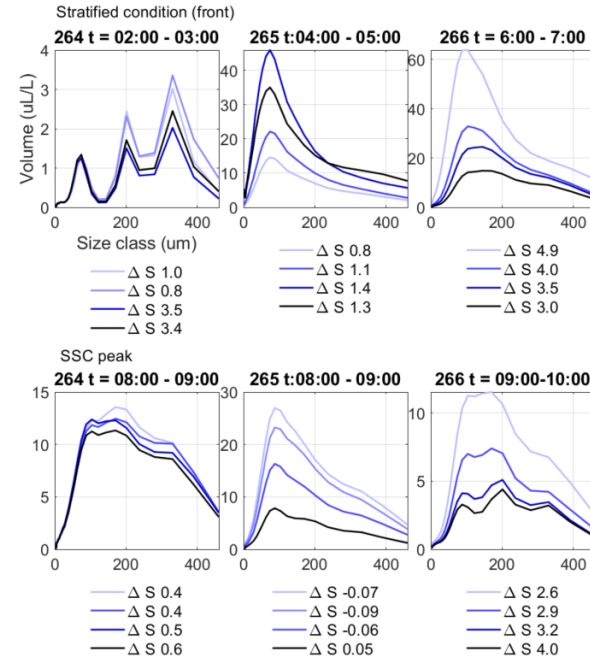 Stratified condition (front)
264 t = 02:00 - 03:00
265 t:04:00 - 05:00
266 t = 6:00 - 7:00
Volume (uL/L)
4
3
2
1
0
0
200
400
Size class (um)
40
30
20
10
0
0
200
400
60
40
20
0
0
200
400
Δ S 1.0
Δ S 0.8
Δ S 3.5
Δ S 3.4
Δ S 0.8
Δ S 1.1
Δ S 1.4
Δ S 1.3
Δ S 4.9
Δ S 4.0
Δ S 3.5
Δ S 3.0
SSC peak
264 t = 08:00 - 09:00
265 t:08:00 - 09:00
266 t = 09:00-10:00
15
10
5
0
0
200
400
30
20
10
0
0
200
400
10
5
0
0
200
400
Δ S 0.4
Δ S 0.4
Δ S 0.5
Δ S 0.6
Δ S -0.07
Δ S -0.09
Δ S -0.06
Δ S 0.05
Δ S 2.6
Δ S 2.9
Δ S 3.2
Δ S 4.0